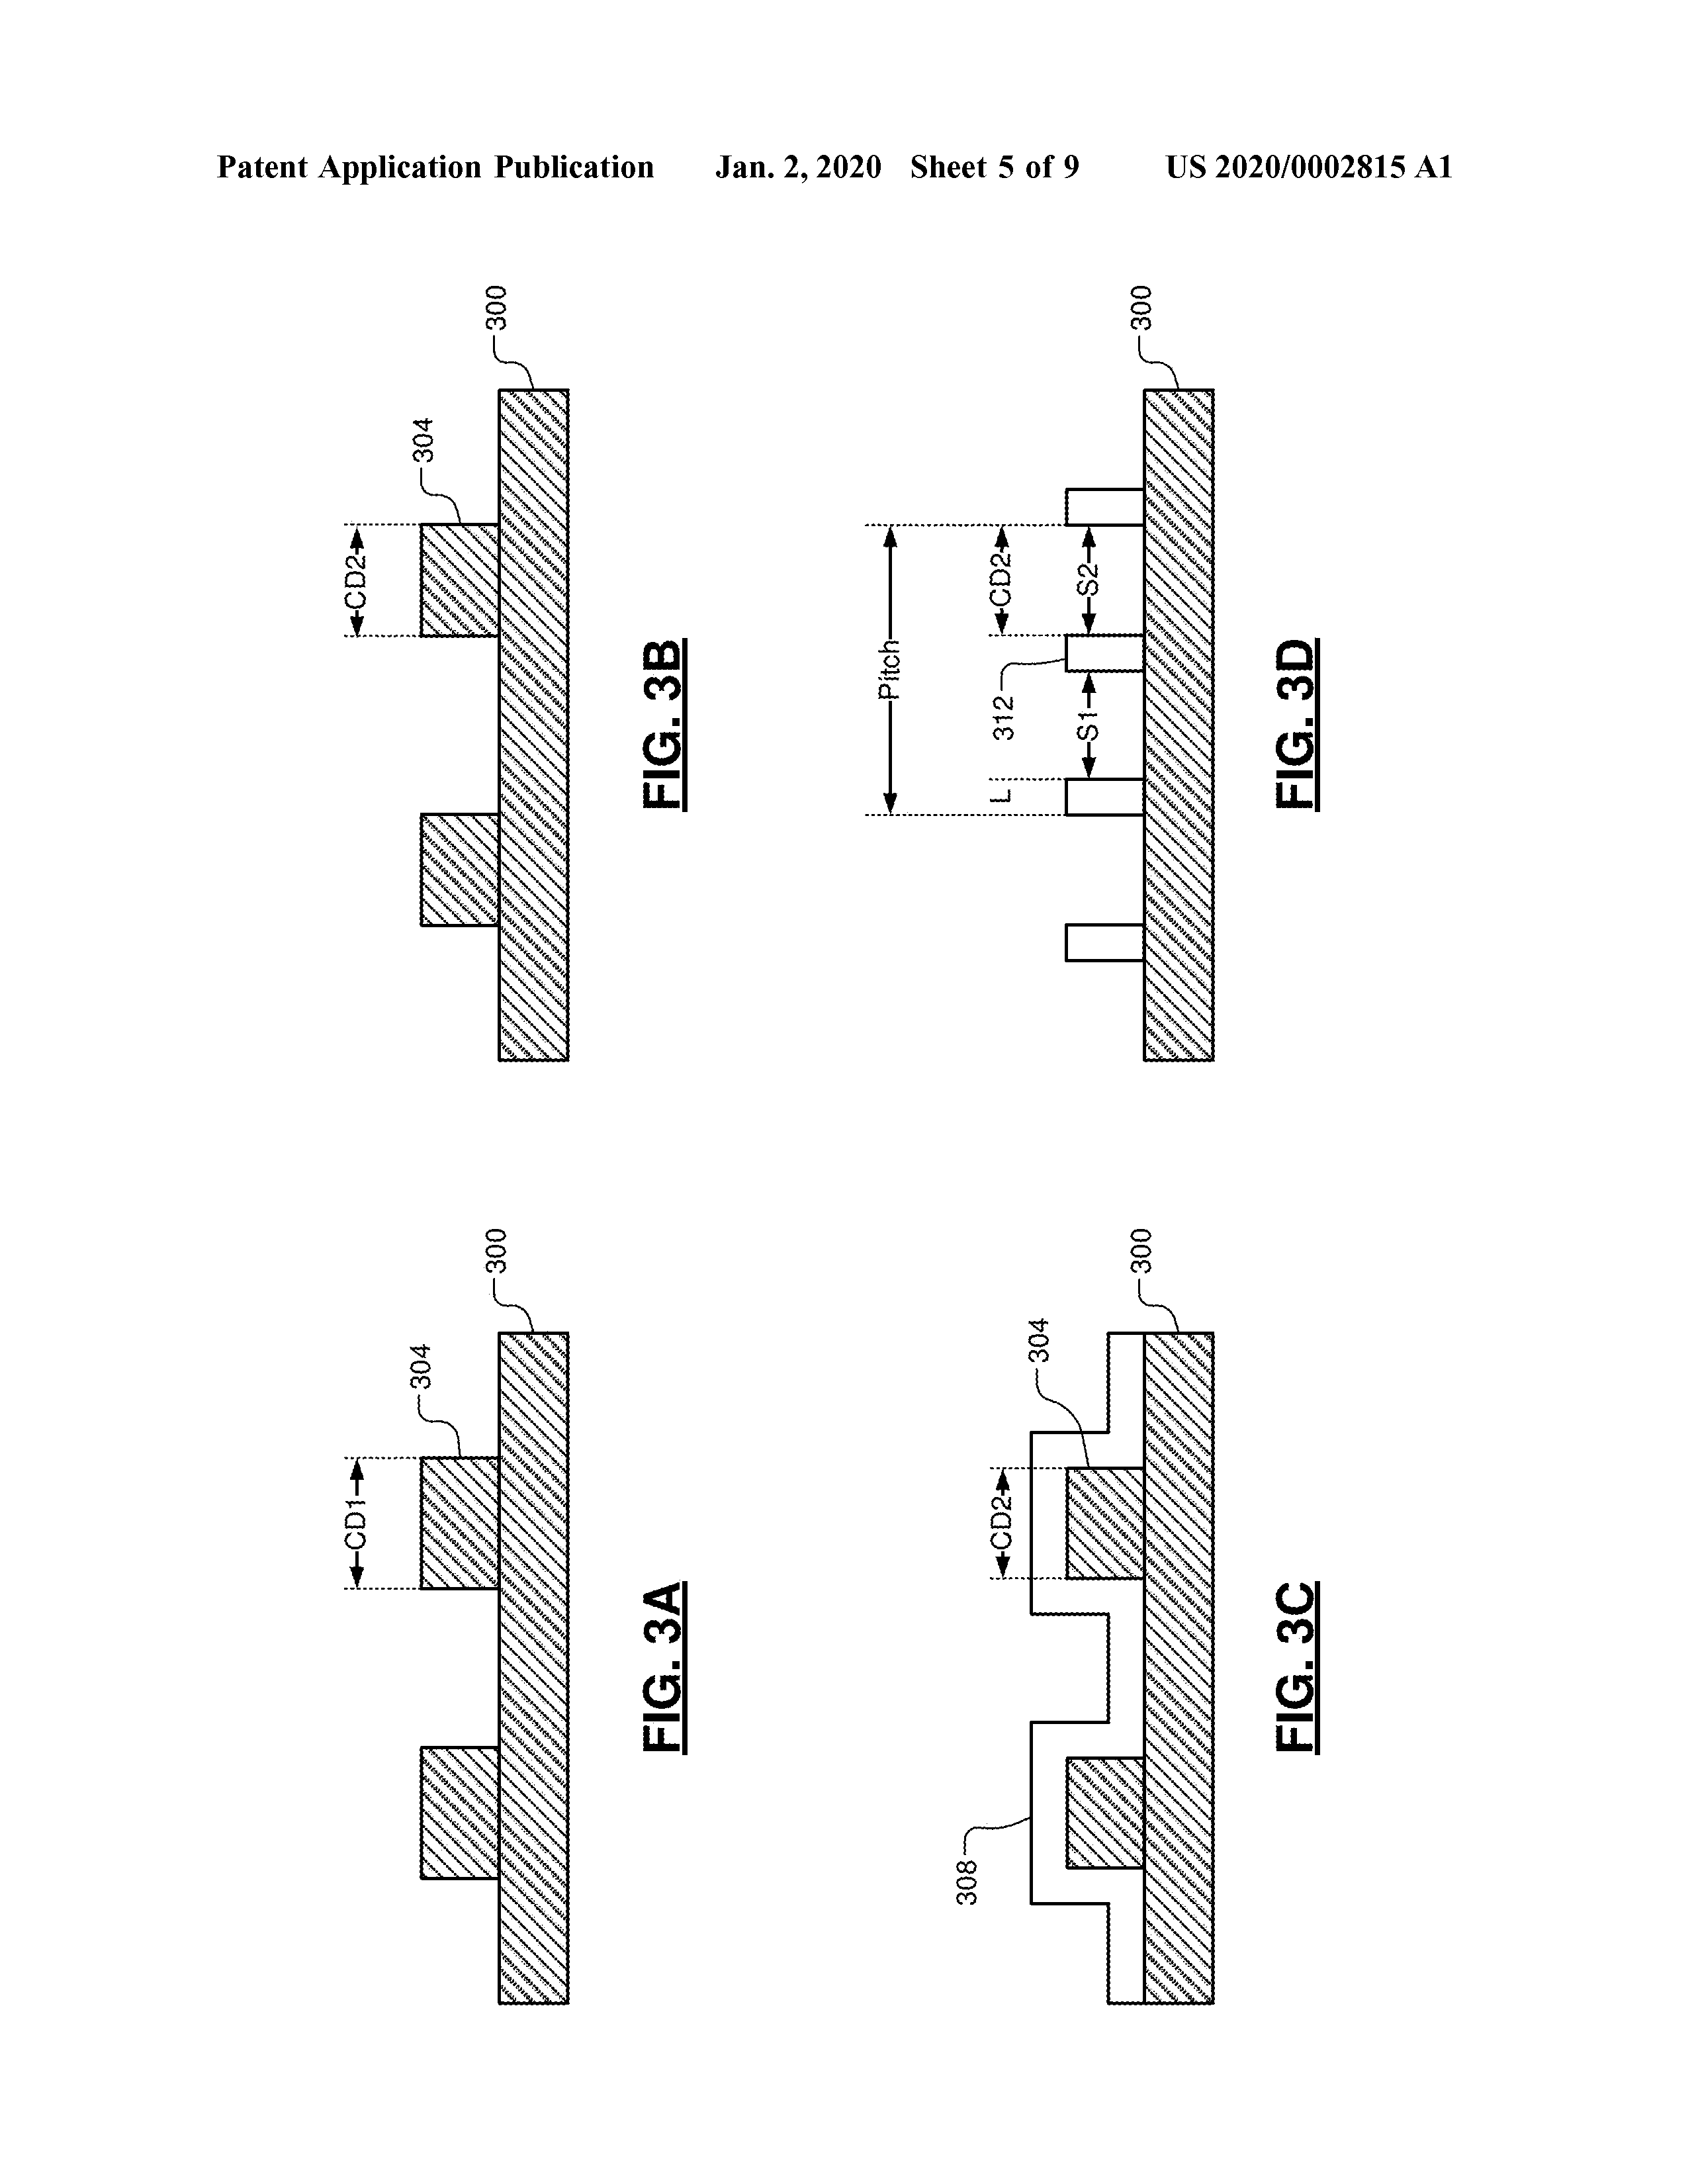 Patent Application Publication Jan. 2, 2020 Sheet 5 of 9 US 2020/0002815 A1
CD1
304
300
FIG. 3A
CD2
304
300
FIG. 3B
308
CD2
304
300
FIG. 3C
Pitch
L
312
CD2
S1
S2
300
FIG. 3D